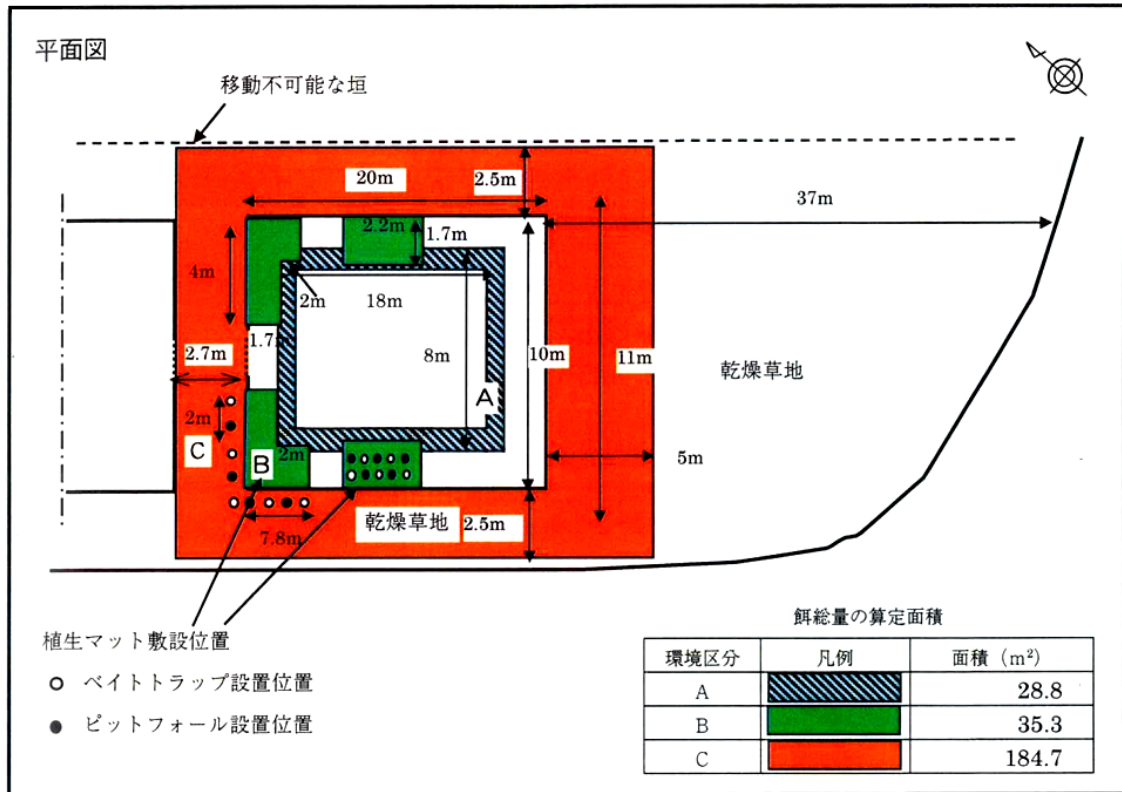 平面図
移動不可能な垣
20m
2.5m
37m
2.2m
1.7m
4m
2m
18m
1.7
2.7m
8m
10m
11m
乾燥草地
2m
A
C
B
2m
5m
乾燥草地
2.5m
7.8m
植生マット敷設位置
ベイトトラップ設置位置
ピットフォール設置位置
餌総量の算定面積
環境区分 凡例 面積（m²）
A 28.8
B 35.3
C 184.7